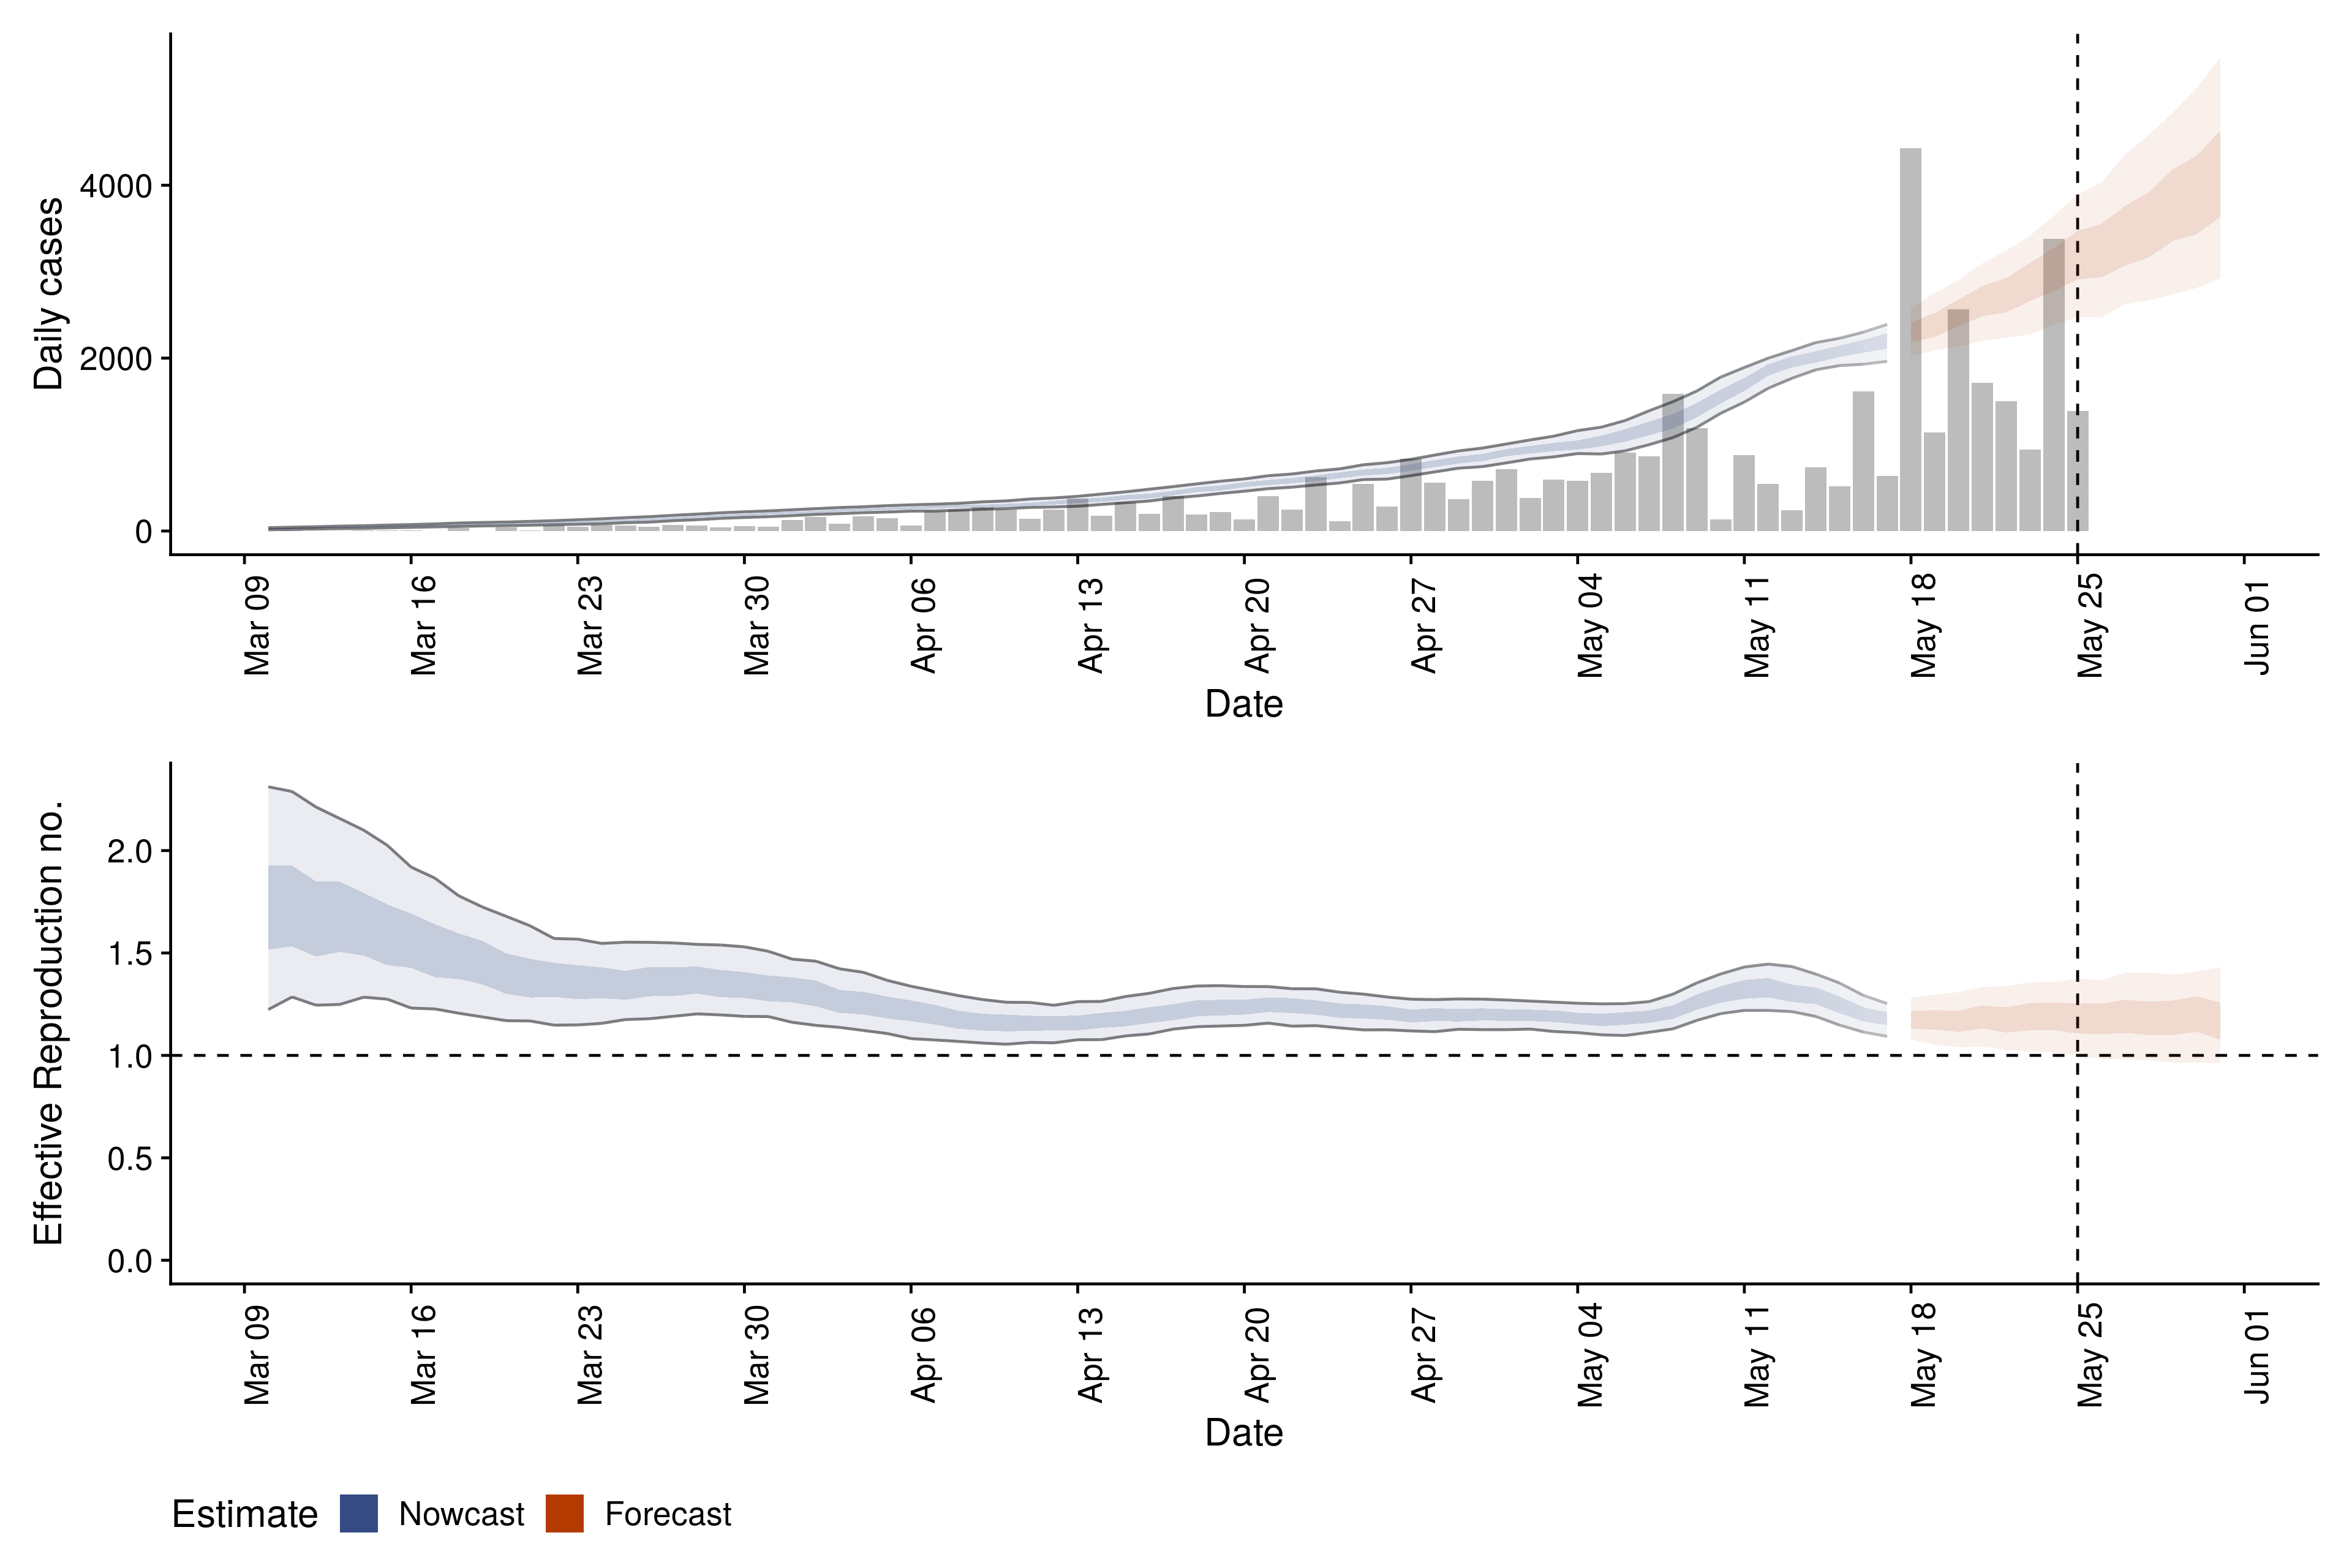 Daily cases
4000
2000
0
Mar 09
Mar 16
Mar 23
Mar 30
Apr 06
Apr 13
Apr 20
Apr 27
May 04
May 11
May 18
May 25
Jun 01
Date
Effective Reproduction no.
2.0
1.5
1.0
0.5
0.0
Mar 09
Mar 16
Mar 23
Mar 30
Apr 06
Apr 13
Apr 20
Apr 27
May 04
May 11
May 18
May 25
Jun 01
Date
Estimate Nowcast Forecast